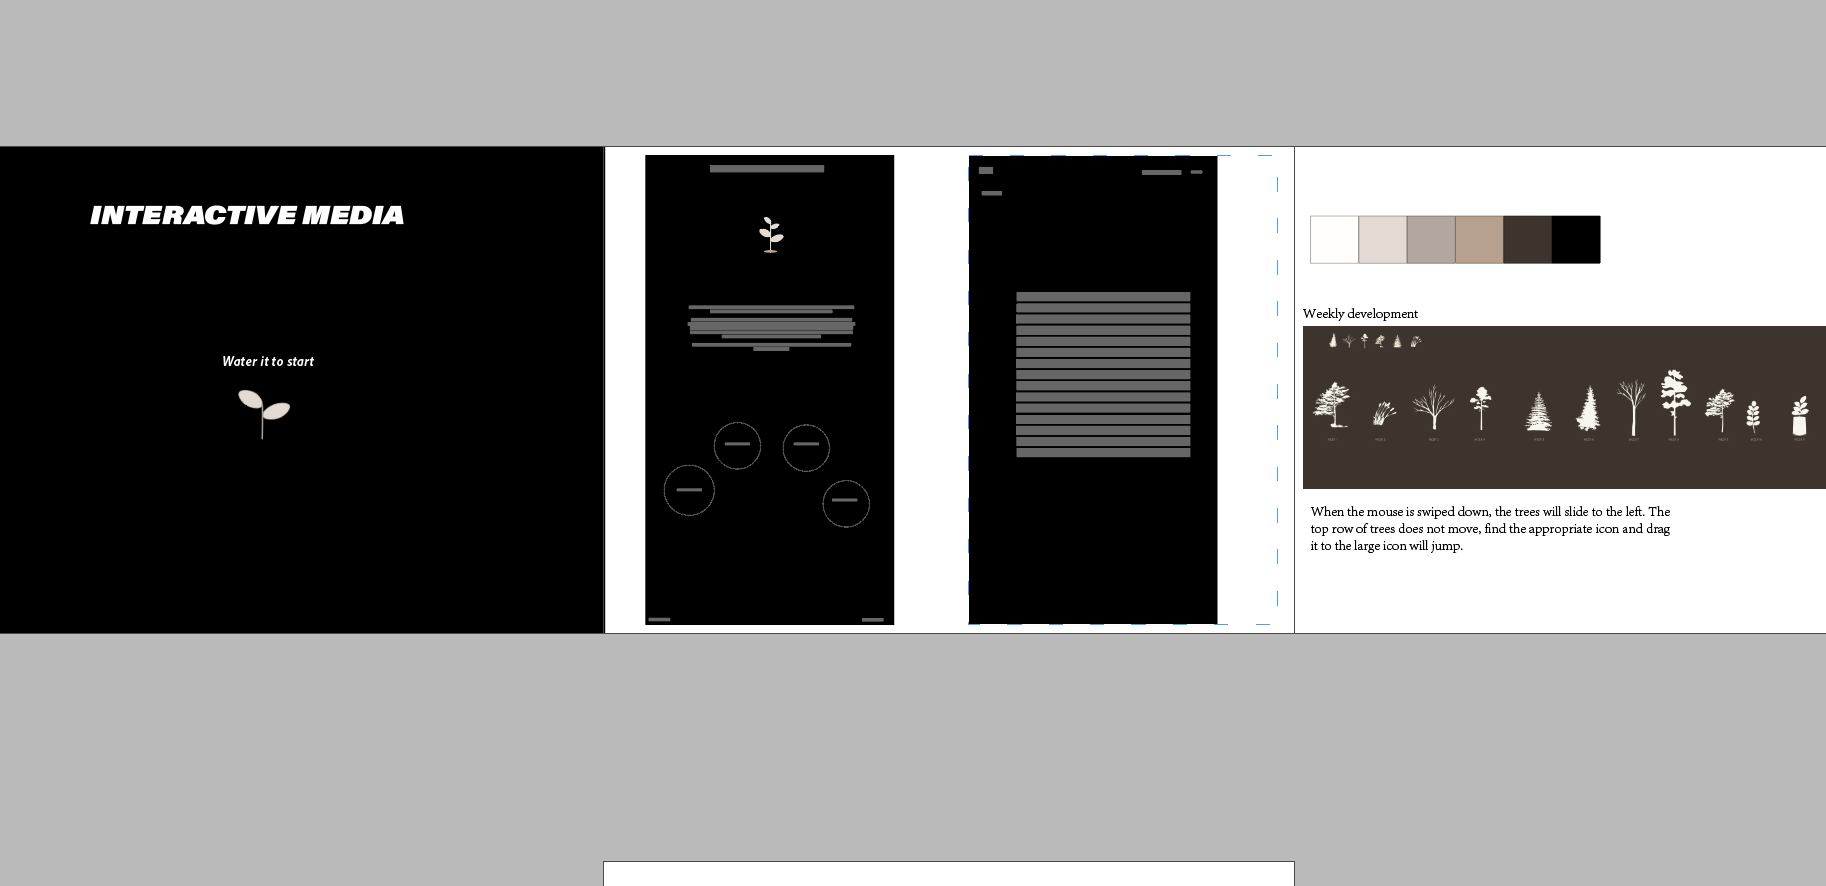 INTERACTIVE MEDIA
Water it to start
Weekly development
When the mouse is swiped down, the trees will slide to the left. The
top row of trees does not move, find the appropriate icon and drag
it to the large icon will jump.